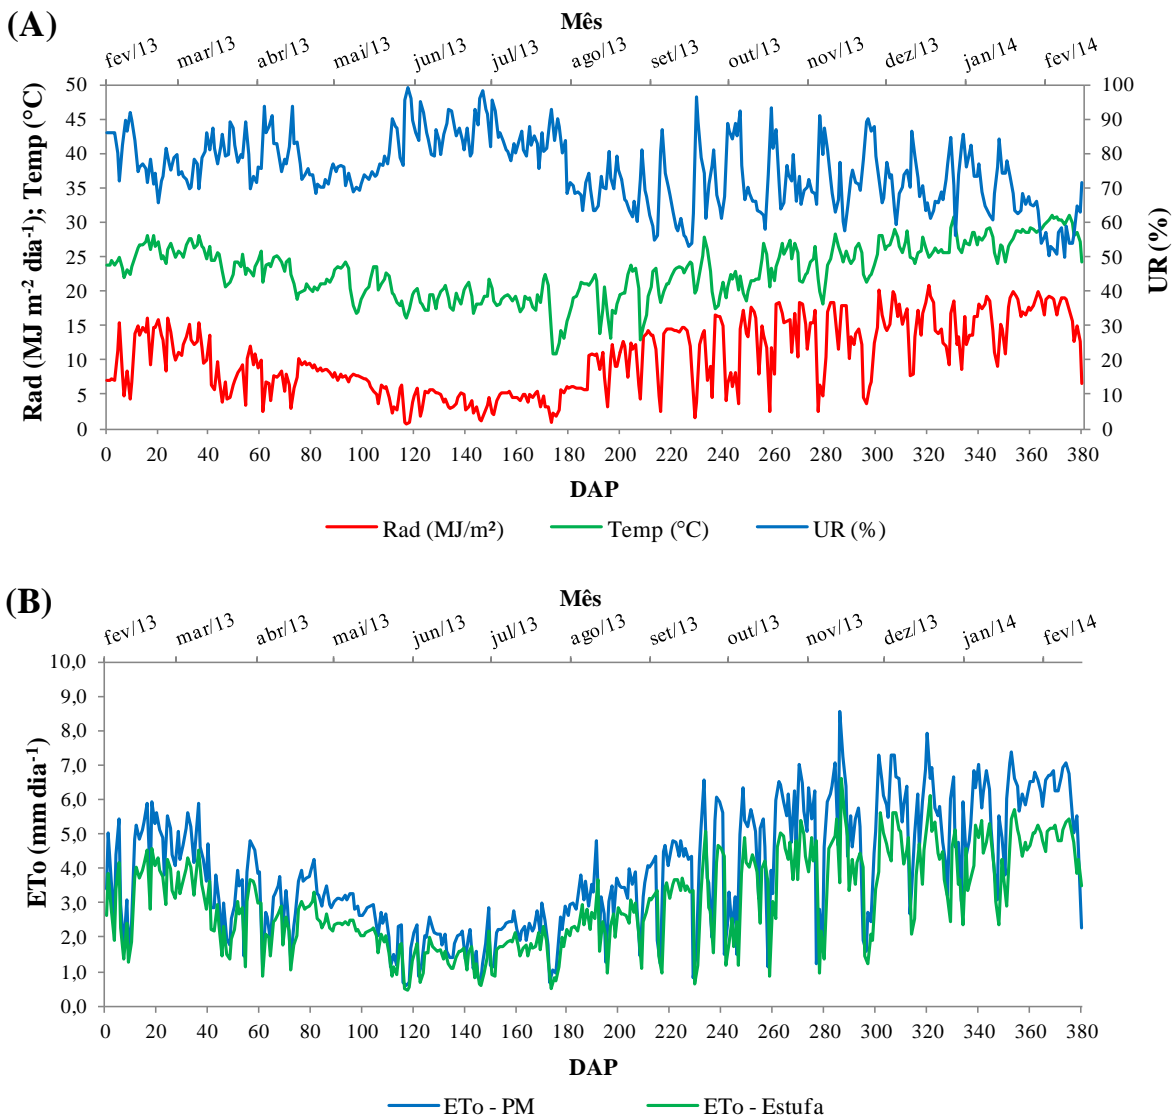 (A)
Mês
fev/13 mar/13 abr/13 mai/13 jun/13 jul/13 ago/13 set/13 out/13 nov/13 dez/13 jan/14 fev/14
Rad (MJ m⁻² dia⁻¹); Temp (°C)
50 45 40 35 30 25 20 15 10 5 0
100 90 80 70 60 50 40 30 20 10 0
UR (%)
0 20 40 60 80 100 120 140 160 180 200 220 240 260 280 300 320 340 360 380
DAP
Rad (MJ/m²) Temp (°C) UR (%)
(B)
Mês
fev/13 mar/13 abr/13 mai/13 jun/13 jul/13 ago/13 set/13 out/13 nov/13 dez/13 jan/14 fev/14
ETo (mm dia⁻¹)
10,0 9,0 8,0 7,0 6,0 5,0 4,0 3,0 2,0 1,0 0,0
0 20 40 60 80 100 120 140 160 180 200 220 240 260 280 300 320 340 360 380
DAP
ETo - PM ETo - Estufa